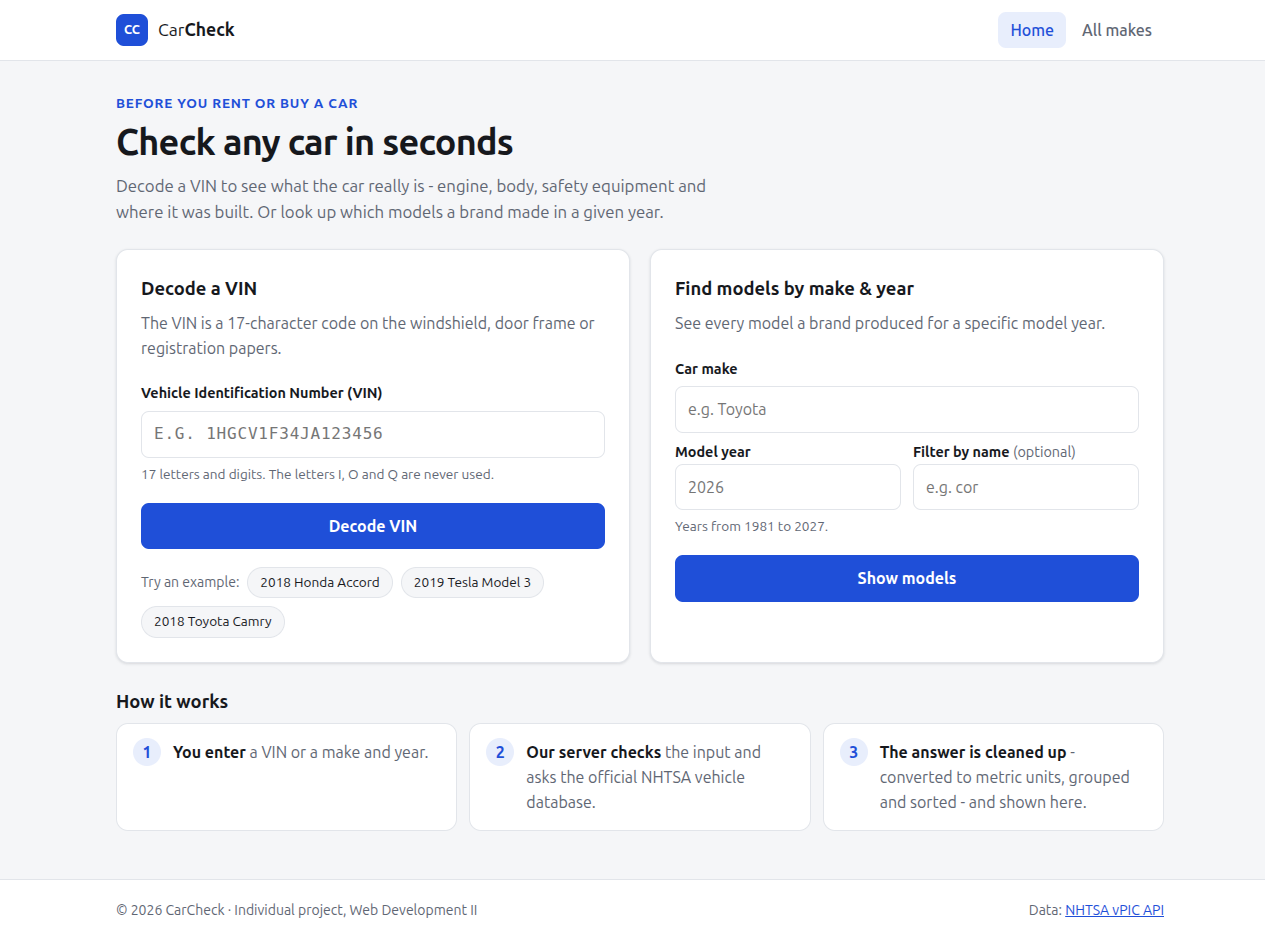 CC
CarCheck
Home
All makes
BEFORE YOU RENT OR BUY A CAR
Check any car in seconds
Decode a VIN to see what the car really is - engine, body, safety equipment and
where it was built. Or look up which models a brand made in a given year.
Decode a VIN
The VIN is a 17-character code on the windshield, door frame or
registration papers.
Vehicle Identification Number (VIN)
E.G. 1HGCV1F34JA123456
17 letters and digits. The letters I, O and Q are never used.
Decode VIN
Try an example:
2018 Honda Accord
2019 Tesla Model 3
2018 Toyota Camry
Find models by make & year
See every model a brand produced for a specific model year.
Car make
e.g. Toyota
Model year
Filter by name (optional)
2026
e.g. cor
Years from 1981 to 2027.
Show models
How it works
1
You enter a VIN or a make and year.
2
Our server checks the input and
asks the official NHTSA vehicle
database.
3
The answer is cleaned up -
converted to metric units, grouped
and sorted - and shown here.
© 2026 CarCheck · Individual project, Web Development II
Data: NHTSA vPIC API